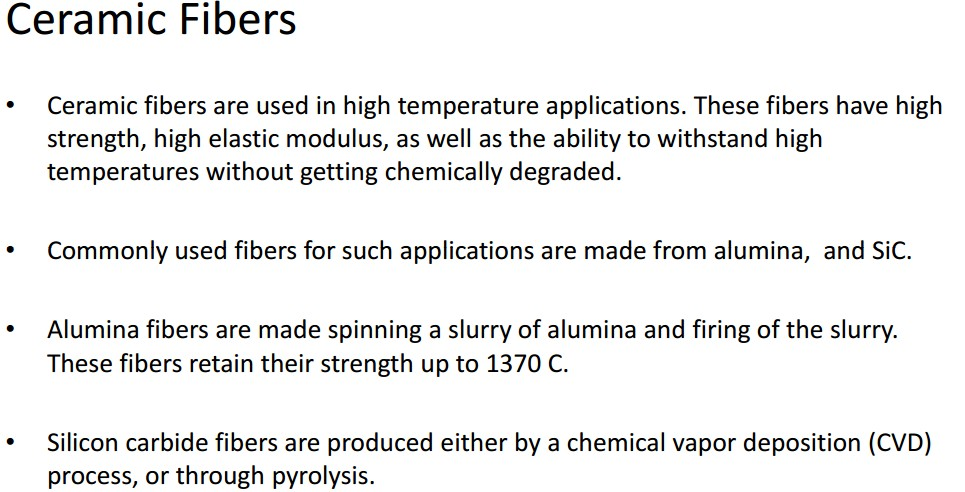 Ceramic Fibers
• Ceramic fibers are used in high temperature applications. These fibers have high
strength, high elastic modulus, as well as the ability to withstand high
temperatures without getting chemically degraded.
• Commonly used fibers for such applications are made from alumina,  and SiC.
• Alumina fibers are made spinning a slurry of alumina and firing of the slurry.
These fibers retain their strength up to 1370 C.
• Silicon carbide fibers are produced either by a chemical vapor deposition (CVD)
process, or through pyrolysis.